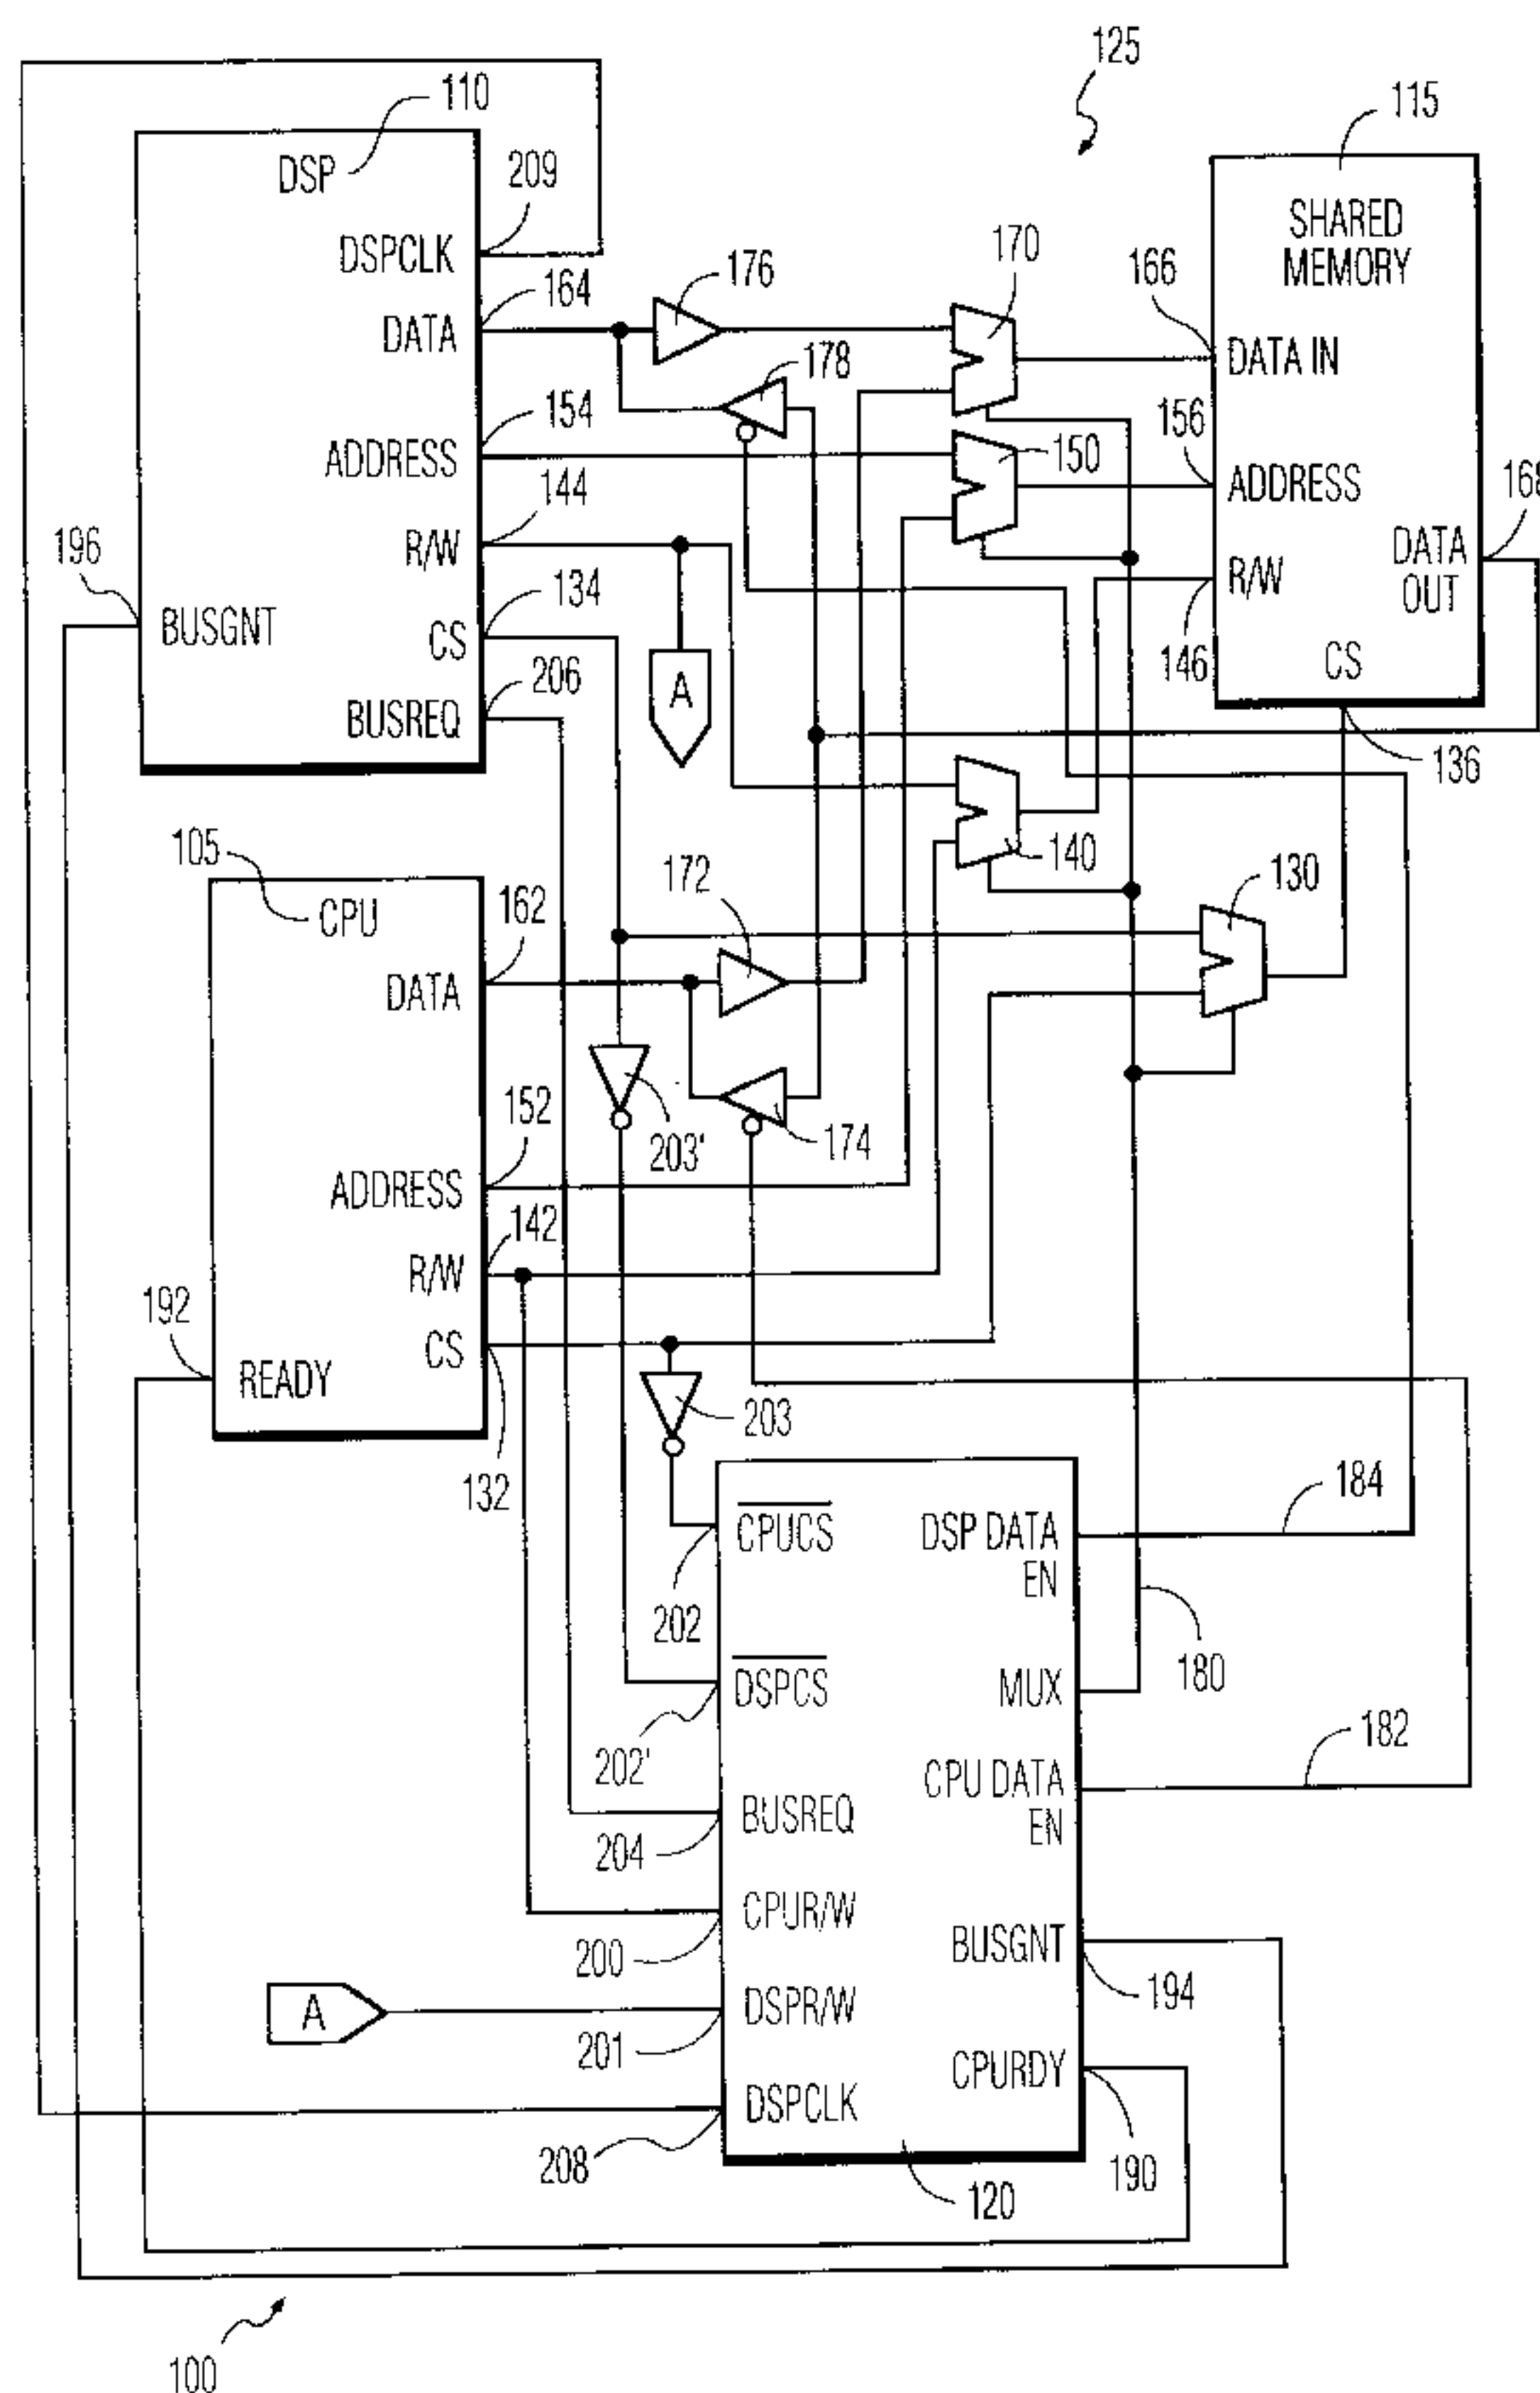 125
110
DSP
209
DSPCLK
164
DATA
154
ADDRESS
144
R/W
196
BUSGNT
134
CS
206
BUSREQ
A
176
178
170
150
115
SHARED
MEMORY
166
DATA IN
156
ADDRESS
168
DATA
OUT
R/W
146
CS
136
140
130
105
CPU
162
DATA
172
203'
174
152
ADDRESS
142
R/W
192
READY
CS
132
203
CPUCS
202
DSP DATA
EN
184
DSPCS
202'
MUX
180
BUSREQ
204
CPU DATA
EN
182
CPUR/W
200
BUSGNT
194
A
DSPR/W
201
CPURDY
190
DSPCLK
208
120
100